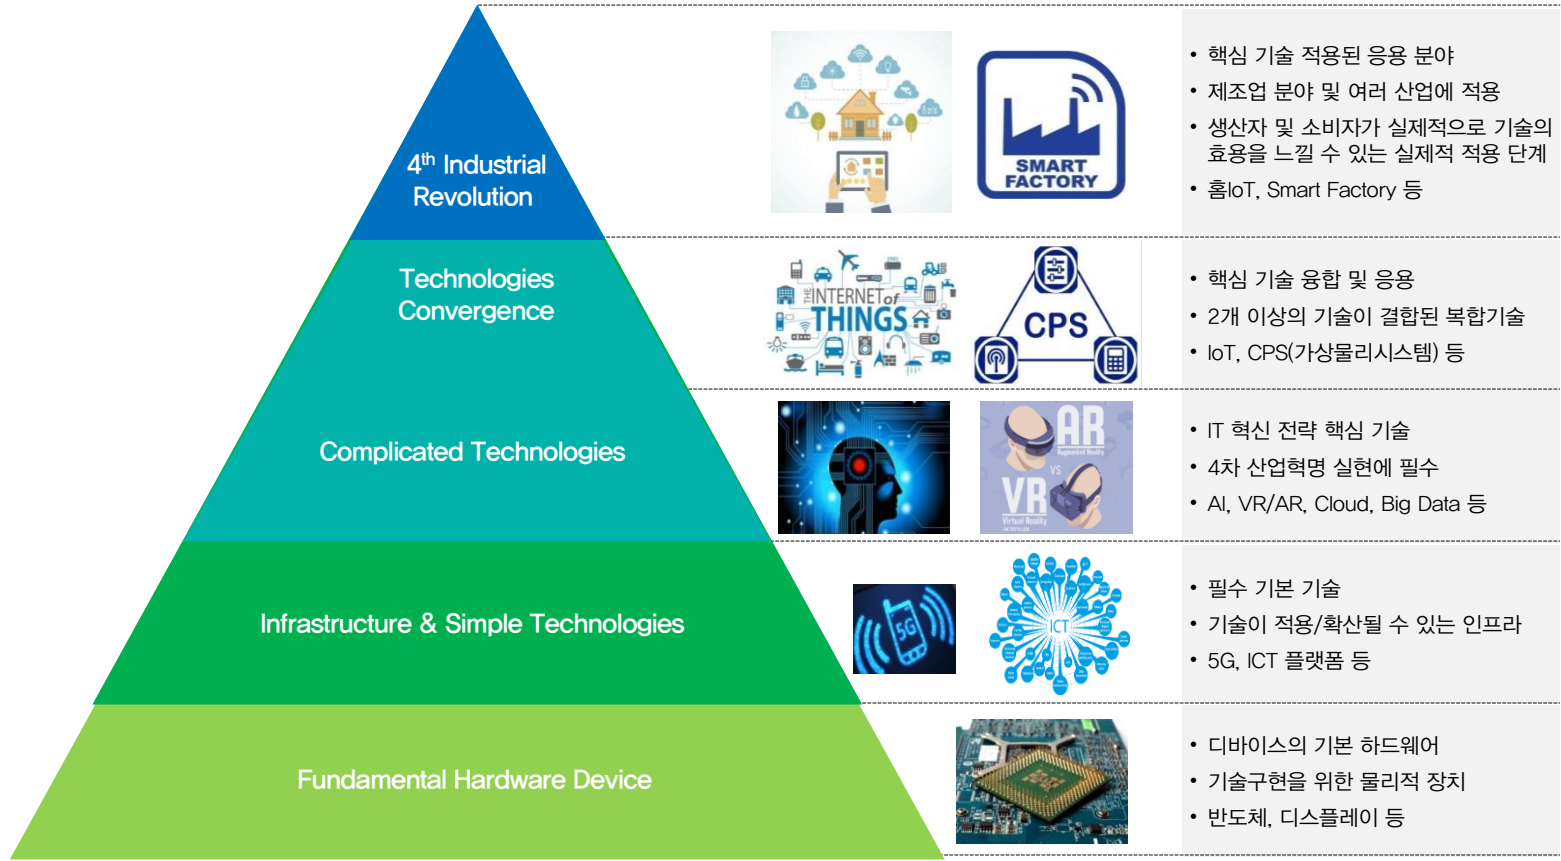 4th Industrial
Revolution
SMART
FACTORY
• 핵심 기술 적용된 응용 분야
• 제조업 분야 및 여러 산업에 적용
• 생산자 및 소비자가 실제적으로 기술의
효용을 느낄 수 있는 실제적 적용 단계
• 홈IoT, Smart Factory 등
Technologies
Convergence
THE INTERNET of
THINGS
CPS
• 핵심 기술 융합 및 응용
• 2개 이상의 기술이 결합된 복합기술
• IoT, CPS(가상물리시스템) 등
Complicated Technologies
AR
Augmented Reality
VS
VR
Virtual Reality
• IT 혁신 전략 핵심 기술
• 4차 산업혁명 실현에 필수
• AI, VR/AR, Cloud, Big Data 등
Infrastructure & Simple Technologies
5G
ICT
• 필수 기본 기술
• 기술이 적용/확산될 수 있는 인프라
• 5G, ICT 플랫폼 등
Fundamental Hardware Device
• 디바이스의 기본 하드웨어
• 기술구현을 위한 물리적 장치
• 반도체, 디스플레이 등